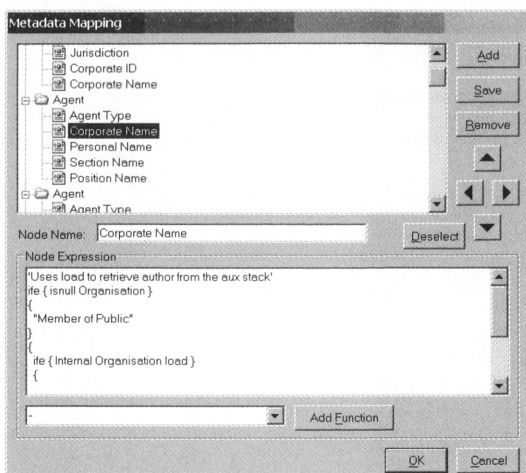 Metadata Mapping
Jurisdiction
Corporate ID
Corporate Name
Agent
Agent Type
Corporate Name
Personal Name
Section Name
Position Name
Agent
Agent Type
Add
Save
Remove
Node Name: Corporate Name
Deselect
Node Expression
'Uses load to retrieve author from the aux stack'
ife { isnull Organisation }
{
"Member of Public"
}
{
ife { Internal Organisation load }
{
-
Add Function
OK
Cancel